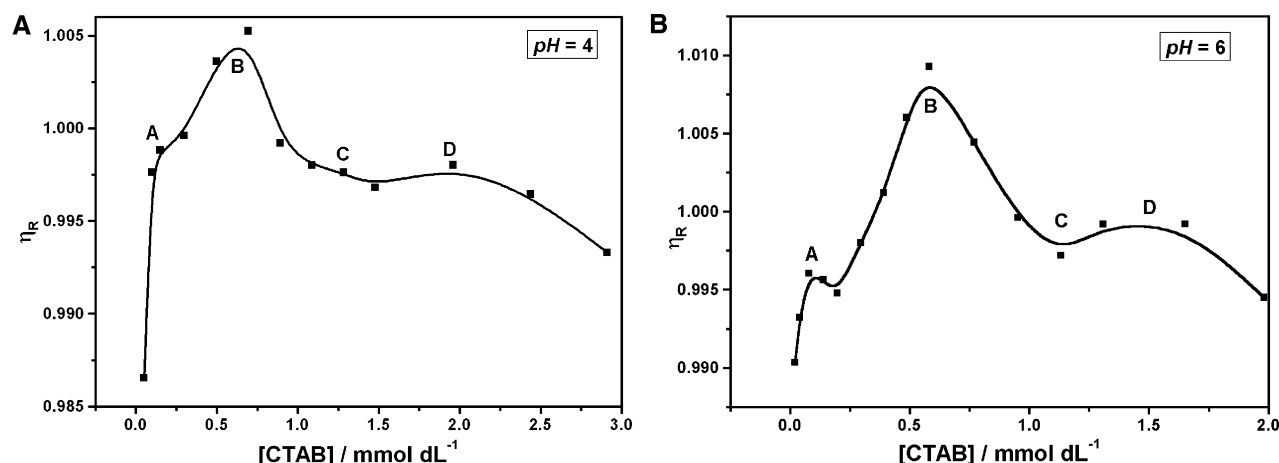 A
pH = 4
1.005
1.000
0.995
0.990
0.985
ηR
A
B
C
D
0.0 0.5 1.0 1.5 2.0 2.5 3.0
[CTAB] / mmol dL⁻¹
B
pH = 6
1.010
1.005
1.000
0.995
0.990
ηR
A
B
C
D
0.0 0.5 1.0 1.5 2.0
[CTAB] / mmol dL⁻¹